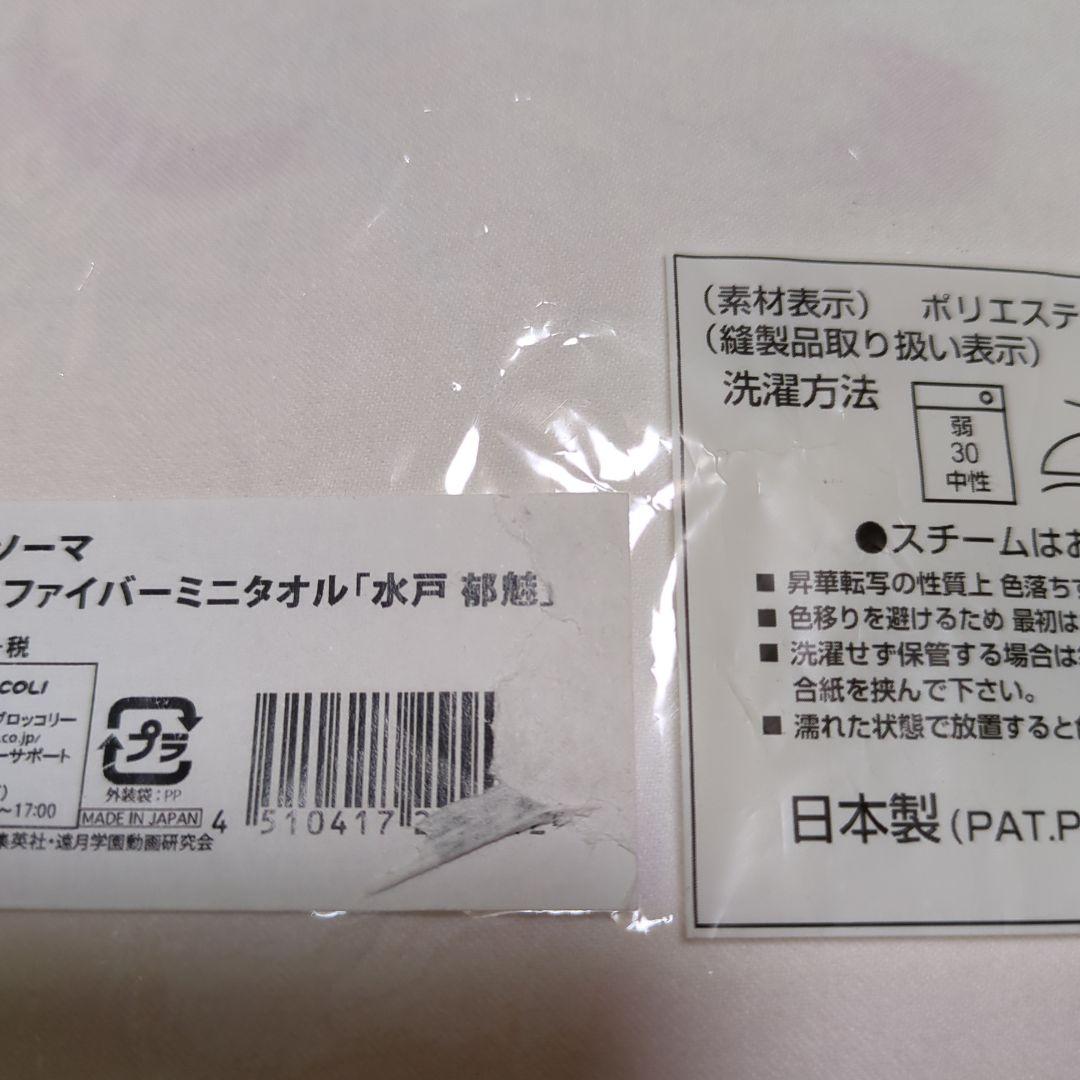 ソーマ
ファイバーミニタオル「水戸 郁魅」
税
COLI
ブロッコリー
.co.jp/
ーサポート
～17:00
プラ
外装袋:PP
MADE IN JAPAN
4 510417 2
集英社・遠月学園動画研究会
(素材表示) ポリエステ
(縫製品取り扱い表示)
洗濯方法
弱
30
中性
●スチームはお
■ 昇華転写の性質上 色落ちす
■ 色移りを避けるため 最初は
■ 洗濯せず保管する場合は
合紙を挟んで下さい。
■ 濡れた状態で放置すると
日本製(PAT.P